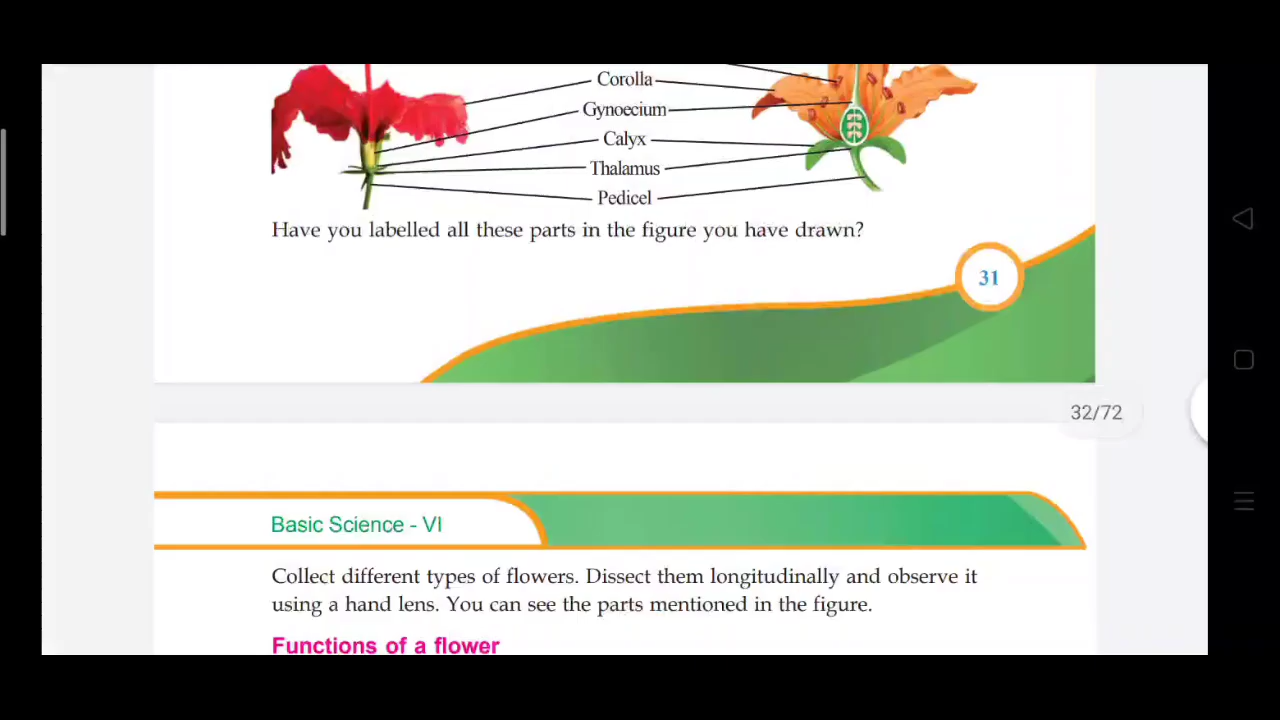 Corolla
Gynoecium
Calyx
Thalamus
Pedicel
Have you labelled all these parts in the figure you have drawn?
31
32/72
Basic Science - VI
Collect different types of flowers. Dissect them longitudinally and observe it
using a hand lens. You can see the parts mentioned in the figure.
Functions of a flower